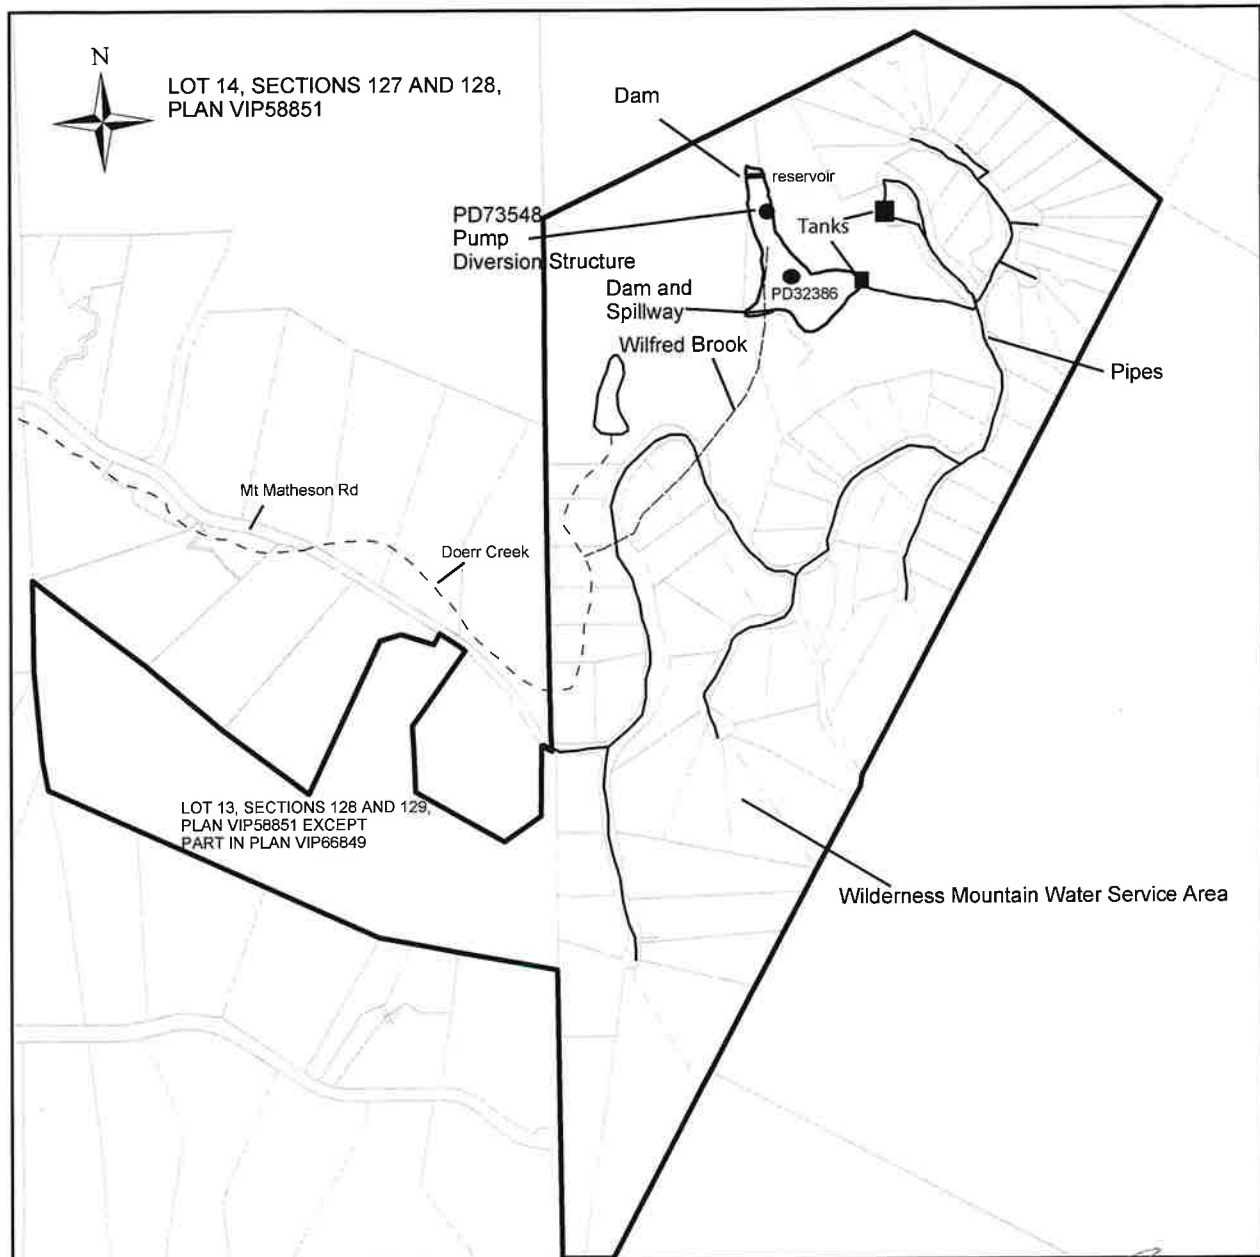 N
LOT 14, SECTIONS 127 AND 128,
PLAN VIP58851
Dam
reservoir
PD73548
Pump
Diversion Structure
Tanks
Dam and
Spillway
PD32386
Wilfred Brook
Pipes
Mt Matheson Rd
Doerr Creek
LOT 13, SECTIONS 128 AND 129,
PLAN VIP58851 EXCEPT
PART IN PLAN VIP66849
Wilderness Mountain Water Service Area